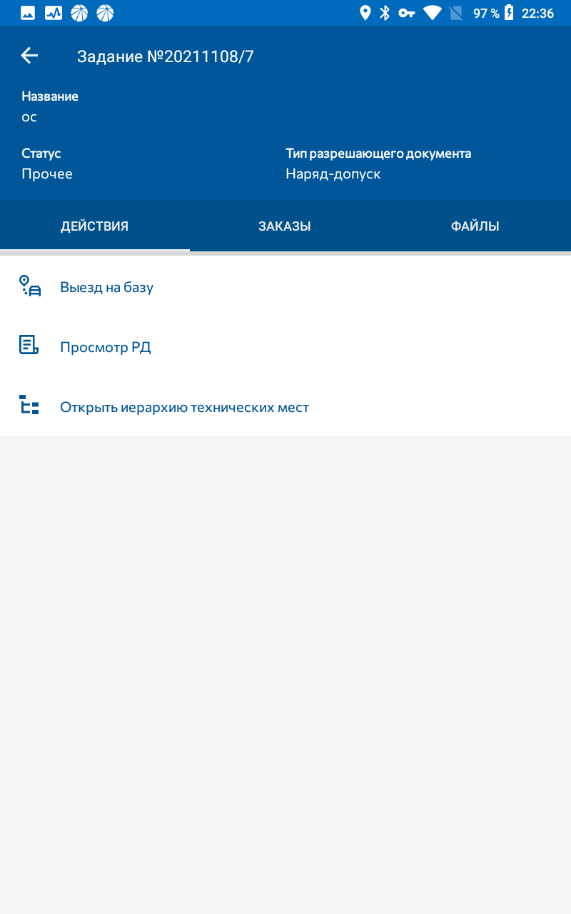 97 % 22:36
Задание №20211108/7
Название
ос
Статус
Тип разрешающего документа
Прочее
Наряд-допуск
ДЕЙСТВИЯ
ЗАКАЗЫ
ФАЙЛЫ
Выезд на базу
Просмотр РД
Открыть иерархию технических мест